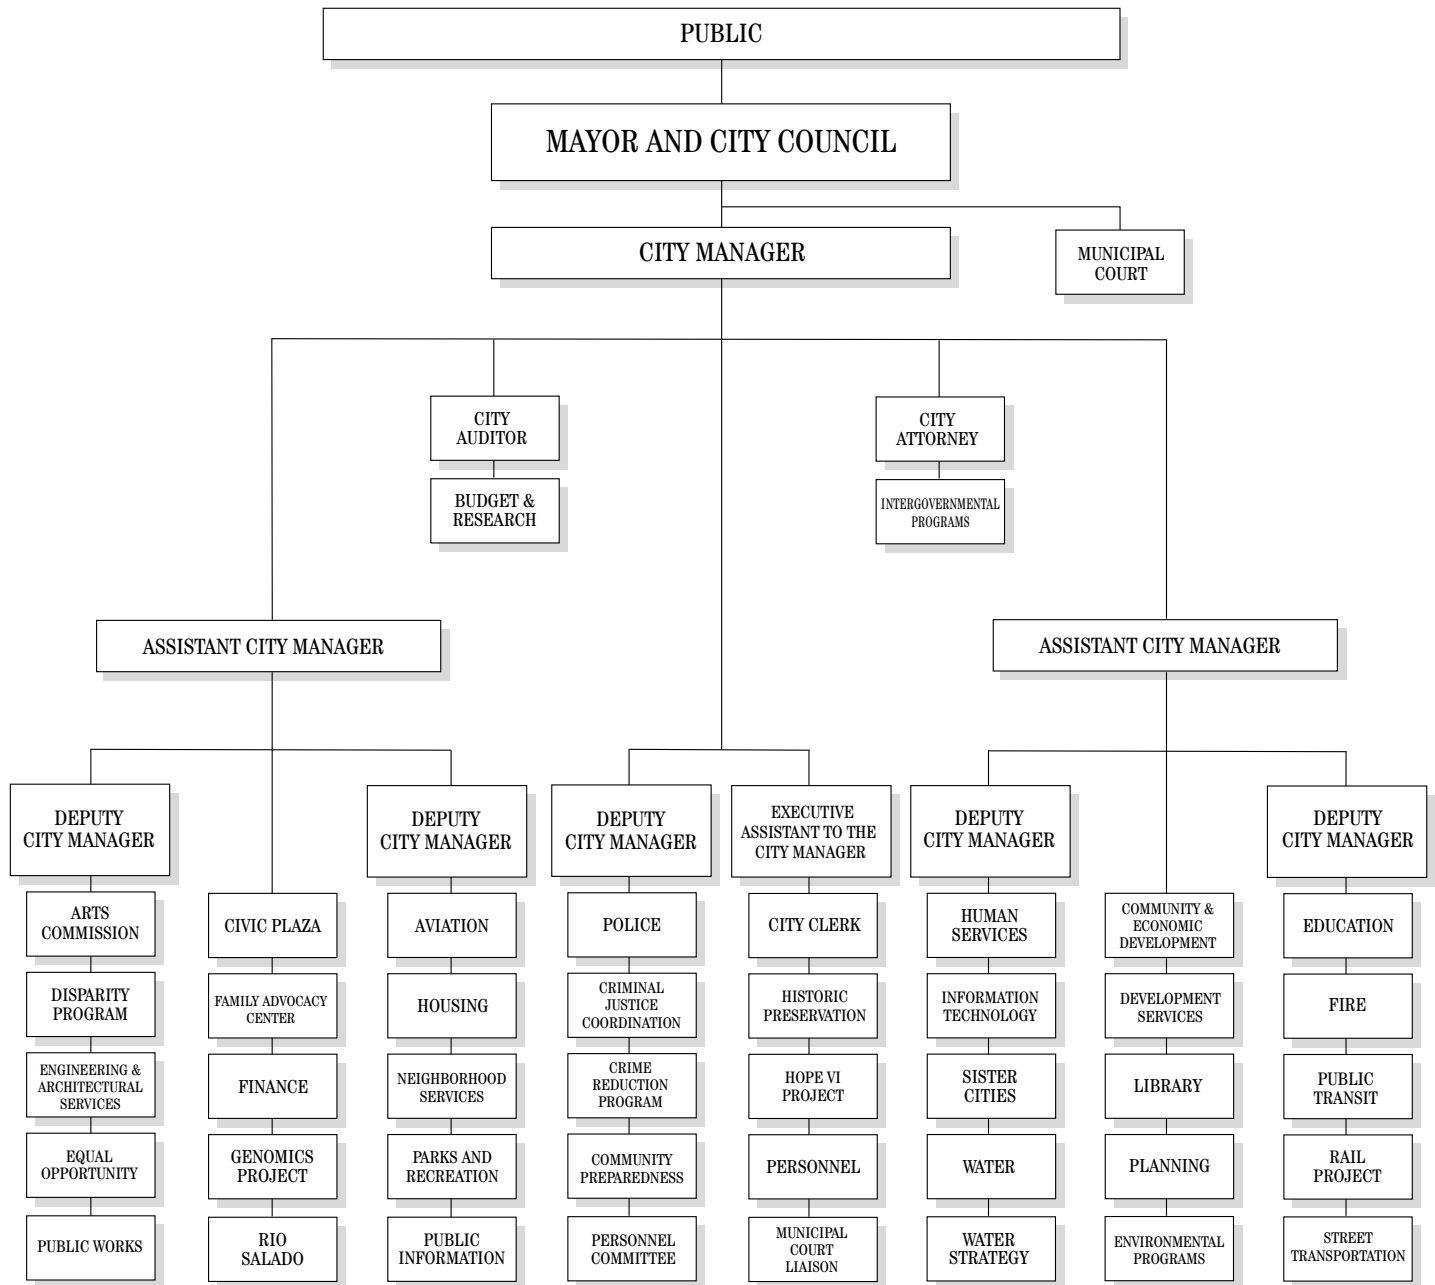 PUBLIC
MAYOR AND CITY COUNCIL
CITY MANAGER
MUNICIPAL
COURT
CITY
AUDITOR
CITY
ATTORNEY
BUDGET &
RESEARCH
INTERGOVERNMENTAL
PROGRAMS
ASSISTANT CITY MANAGER
ASSISTANT CITY MANAGER
DEPUTY
CITY MANAGER
DEPUTY
CITY MANAGER
DEPUTY
CITY MANAGER
EXECUTIVE
ASSISTANT TO THE
CITY MANAGER
DEPUTY
CITY MANAGER
DEPUTY
CITY MANAGER
ARTS
COMMISSION
CIVIC PLAZA
AVIATION
POLICE
CITY CLERK
HUMAN
SERVICES
COMMUNITY &
ECONOMIC
DEVELOPMENT
EDUCATION
DISPARITY
PROGRAM
FAMILY ADVOCACY
CENTER
HOUSING
CRIMINAL
JUSTICE
COORDINATION
HISTORIC
PRESERVATION
INFORMATION
TECHNOLOGY
DEVELOPMENT
SERVICES
FIRE
ENGINEERING &
ARCHITECTURAL
SERVICES
FINANCE
NEIGHBORHOOD
SERVICES
CRIME
REDUCTION
PROGRAM
HOPE VI
PROJECT
SISTER
CITIES
LIBRARY
PUBLIC
TRANSIT
EQUAL
OPPORTUNITY
GENOMICS
PROJECT
PARKS AND
RECREATION
COMMUNITY
PREPAREDNESS
PERSONNEL
WATER
PLANNING
RAIL
PROJECT
PUBLIC WORKS
RIO
SALADO
PUBLIC
INFORMATION
PERSONNEL
COMMITTEE
MUNICIPAL
COURT
LIAISON
WATER
STRATEGY
ENVIRONMENTAL
PROGRAMS
STREET
TRANSPORTATION